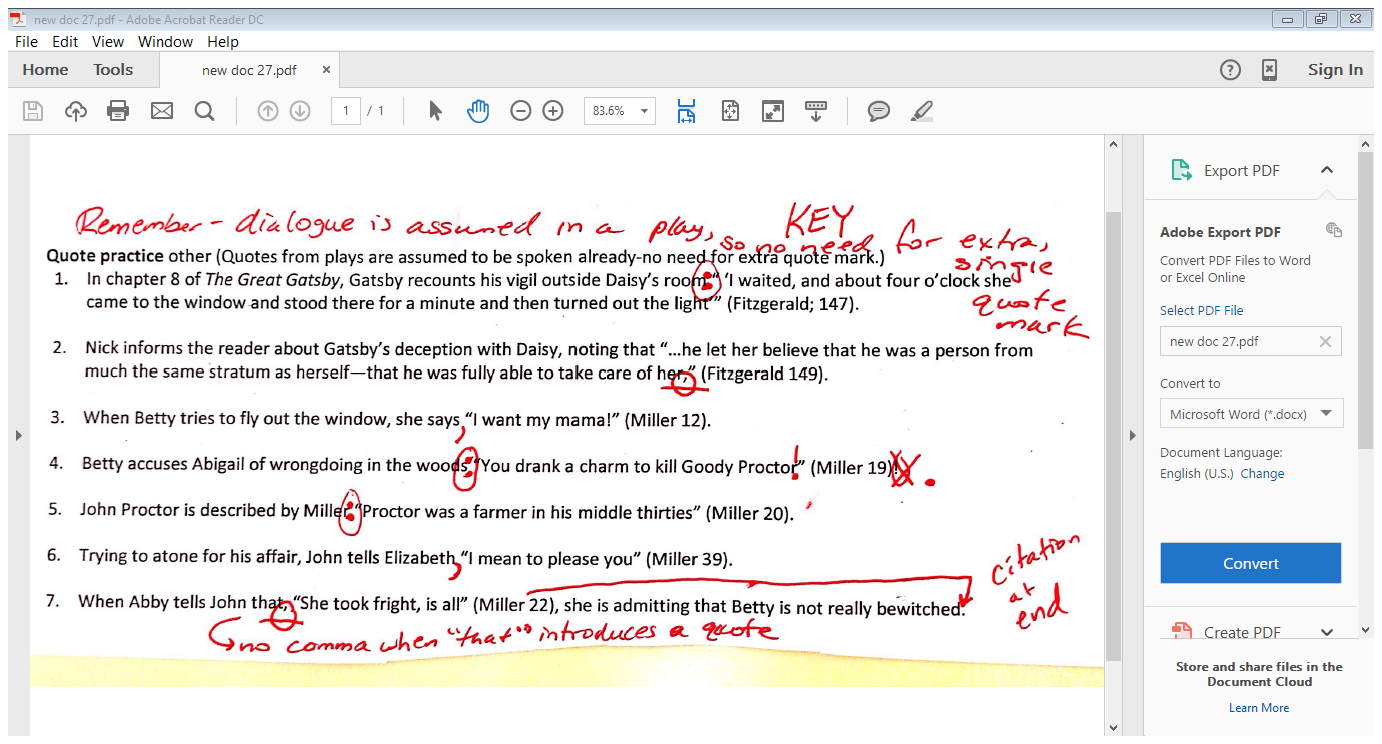 new doc 27.pdf - Adobe Acrobat Reader DC
File Edit View Window Help
Home Tools new doc 27.pdf × ? Sign In
1 / 1 83.6%
Remember - dialogue is assumed in a play, so no need for extra, single quote mark
KEY
Quote practice other (Quotes from plays are assumed to be spoken already-no need for extra quote mark.)
1. In chapter 8 of The Great Gatsby, Gatsby recounts his vigil outside Daisy's room: “ ‘I waited, and about four o’clock she
came to the window and stood there for a minute and then turned out the light’” (Fitzgerald; 147).
2. Nick informs the reader about Gatsby’s deception with Daisy, noting that “...he let her believe that he was a person from
much the same stratum as herself—that he was fully able to take care of her,” (Fitzgerald 149).
3. When Betty tries to fly out the window, she says, “I want my mama!” (Miller 12).
4. Betty accuses Abigail of wrongdoing in the woods: “You drank a charm to kill Goody Proctor!” (Miller 19)!.
5. John Proctor is described by Miller: “Proctor was a farmer in his middle thirties” (Miller 20).
6. Trying to atone for his affair, John tells Elizabeth, “I mean to please you” (Miller 39).
7. When Abby tells John that, “She took fright, is all” (Miller 22), she is admitting that Betty is not really bewitched.
citation at end
no comma when "that" introduces a quote
Export PDF
Adobe Export PDF
Convert PDF Files to Word
or Excel Online
Select PDF File
new doc 27.pdf
Convert to
Microsoft Word (*.docx)
Document Language:
English (U.S.) Change
Convert
Create PDF
Store and share files in the
Document Cloud
Learn More